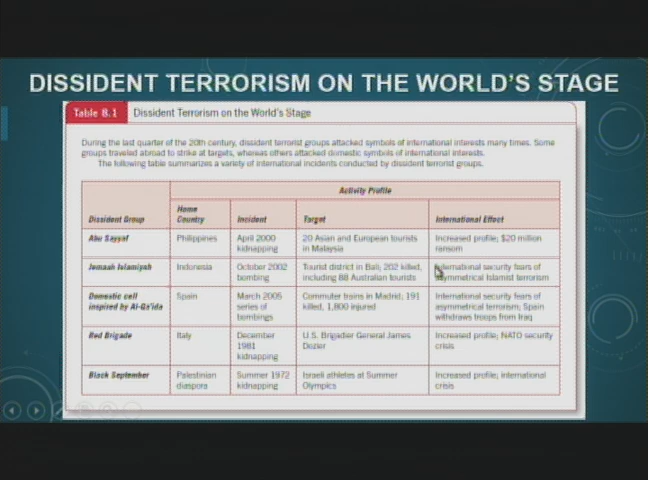 DISSIDENT TERRORISM ON THE WORLD'S STAGE
Table 8.1 Dissident Terrorism on the World's Stage
During the last quarter of the 20th century, dissident terrorist groups attacked symbols of international interests many times. Some
groups traveled abroad to strike at targets, whereas others attacked domestic symbols of international interests.
The following table summarizes a variety of international incidents conducted by dissident terrorist groups.
Activity Profile
Dissident Group Home Country Incident Target International Effect
Abu Sayyaf Philippines April 2000 kidnapping 20 Asian and European tourists in Malaysia Increased profile; $20 million ransom
Jemaah Islamiyah Indonesia October 2002 bombing Tourist district in Bali; 202 killed, including 88 Australian tourists International security fears of asymmetrical Islamist terrorism
Domestic cell inspired by Al-Qa'ida Spain March 2005 series of bombings Commuter trains in Madrid; 191 killed, 1,800 injured International security fears of asymmetrical terrorism; Spain withdraws troops from Iraq
Red Brigade Italy December 1981 kidnapping U.S. Brigadier General James Dozier Increased profile; NATO security crisis
Black September Palestinian diaspora Summer 1972 kidnapping Israeli athletes at Summer Olympics Increased profile; international crisis